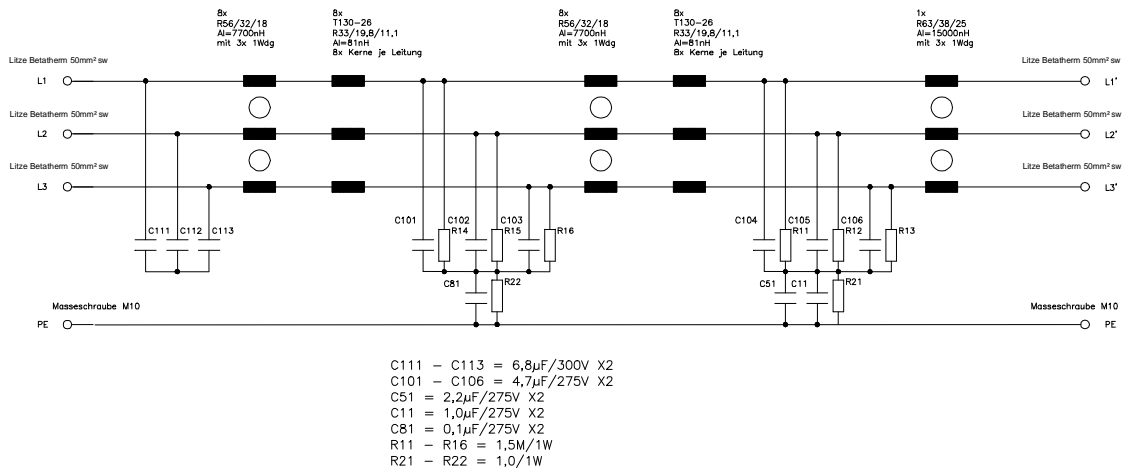 8x
R56/32/18
Al=7700nH
mit 3x 1Wdg
8x
T130-26
R33/19,8/11,1
Al=81nH
8x Kerne je Leitung
8x
R56/32/18
Al=7700nH
mit 3x 1Wdg
8x
T130-26
R33/19,8/11,1
Al=81nH
8x Kerne je Leitung
1x
R63/38/25
Al=15000nH
mit 3x 1Wdg
Litze Betatherm 50mm² sw
Litze Betatherm 50mm² sw
L1
L1'
Litze Betatherm 50mm² sw
Litze Betatherm 50mm² sw
L2
L2'
Litze Betatherm 50mm² sw
Litze Betatherm 50mm² sw
L3
L3'
C111
C112
C113
C101
C102
R14
C103
R15
R16
C104
C105
R11
C106
R12
R13
C81
R22
C51
C11
R21
Masseschraube M10
Masseschraube M10
PE
PE
C111 - C113 = 6,8µF/300V X2
C101 - C106 = 4,7µF/275V X2
C51 = 2,2µF/275V X2
C11 = 1,0µF/275V X2
C81 = 0,1µF/275V X2
R11 - R16 = 1,5M/1W
R21 - R22 = 1,0/1W